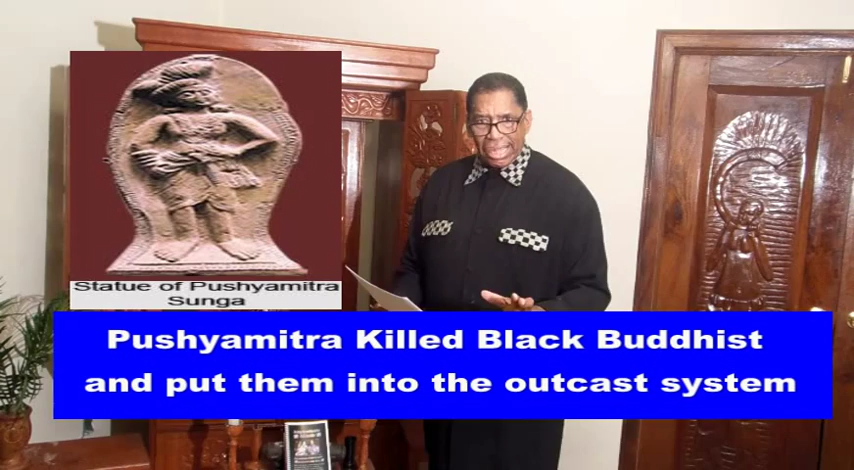 Statue of Pushyamitra
Sunga
Pushyamitra Killed Black Buddhist
and put them into the outcast system